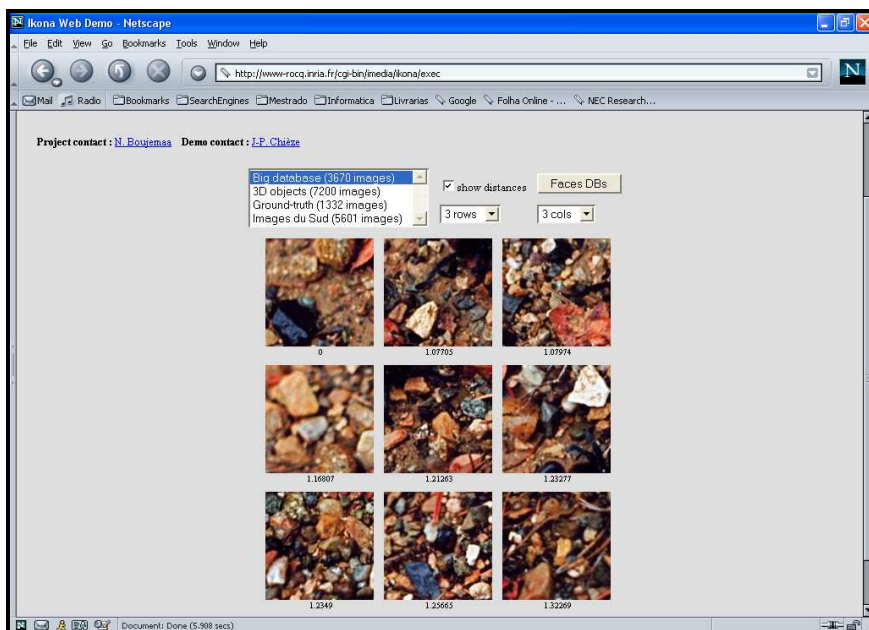 Ikona Web Demo - Netscape
File Edit View Go Bookmarks Tools Window Help
http://www-rocq.inria.fr/cgi-bin/imedia/ikona/exec
N
Mail Radio Bookmarks SearchEngines Mestrado Informatica Livrarias Google Folha Online - ... NEC Research...
Project contact : N. Boujemaa Demo contact : J-P. Chièze
Big database (3670 images)
3D objects (7200 images)
Ground-truth (1332 images)
Images du Sud (5601 images)
show distances
Faces DBs
3 rows
3 cols
0 1.07705 1.07974
1.16807 1.21263 1.23277
1.2349 1.25665 1.32269
Document: Done (5.908 secs)